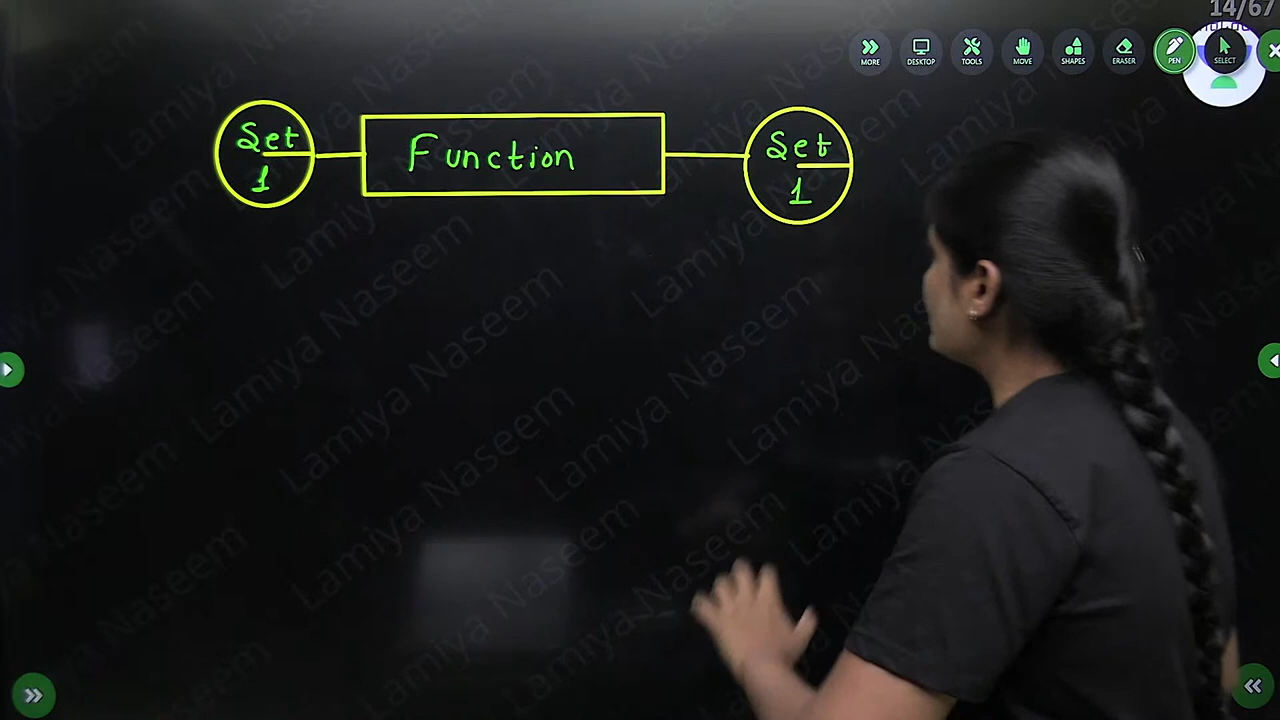 14/67
MORE
DESKTOP
TOOLS
MOVE
SHAPES
ERASER
PEN
SELECT
Set
1
Function
Set
1
Lamiya Naseem